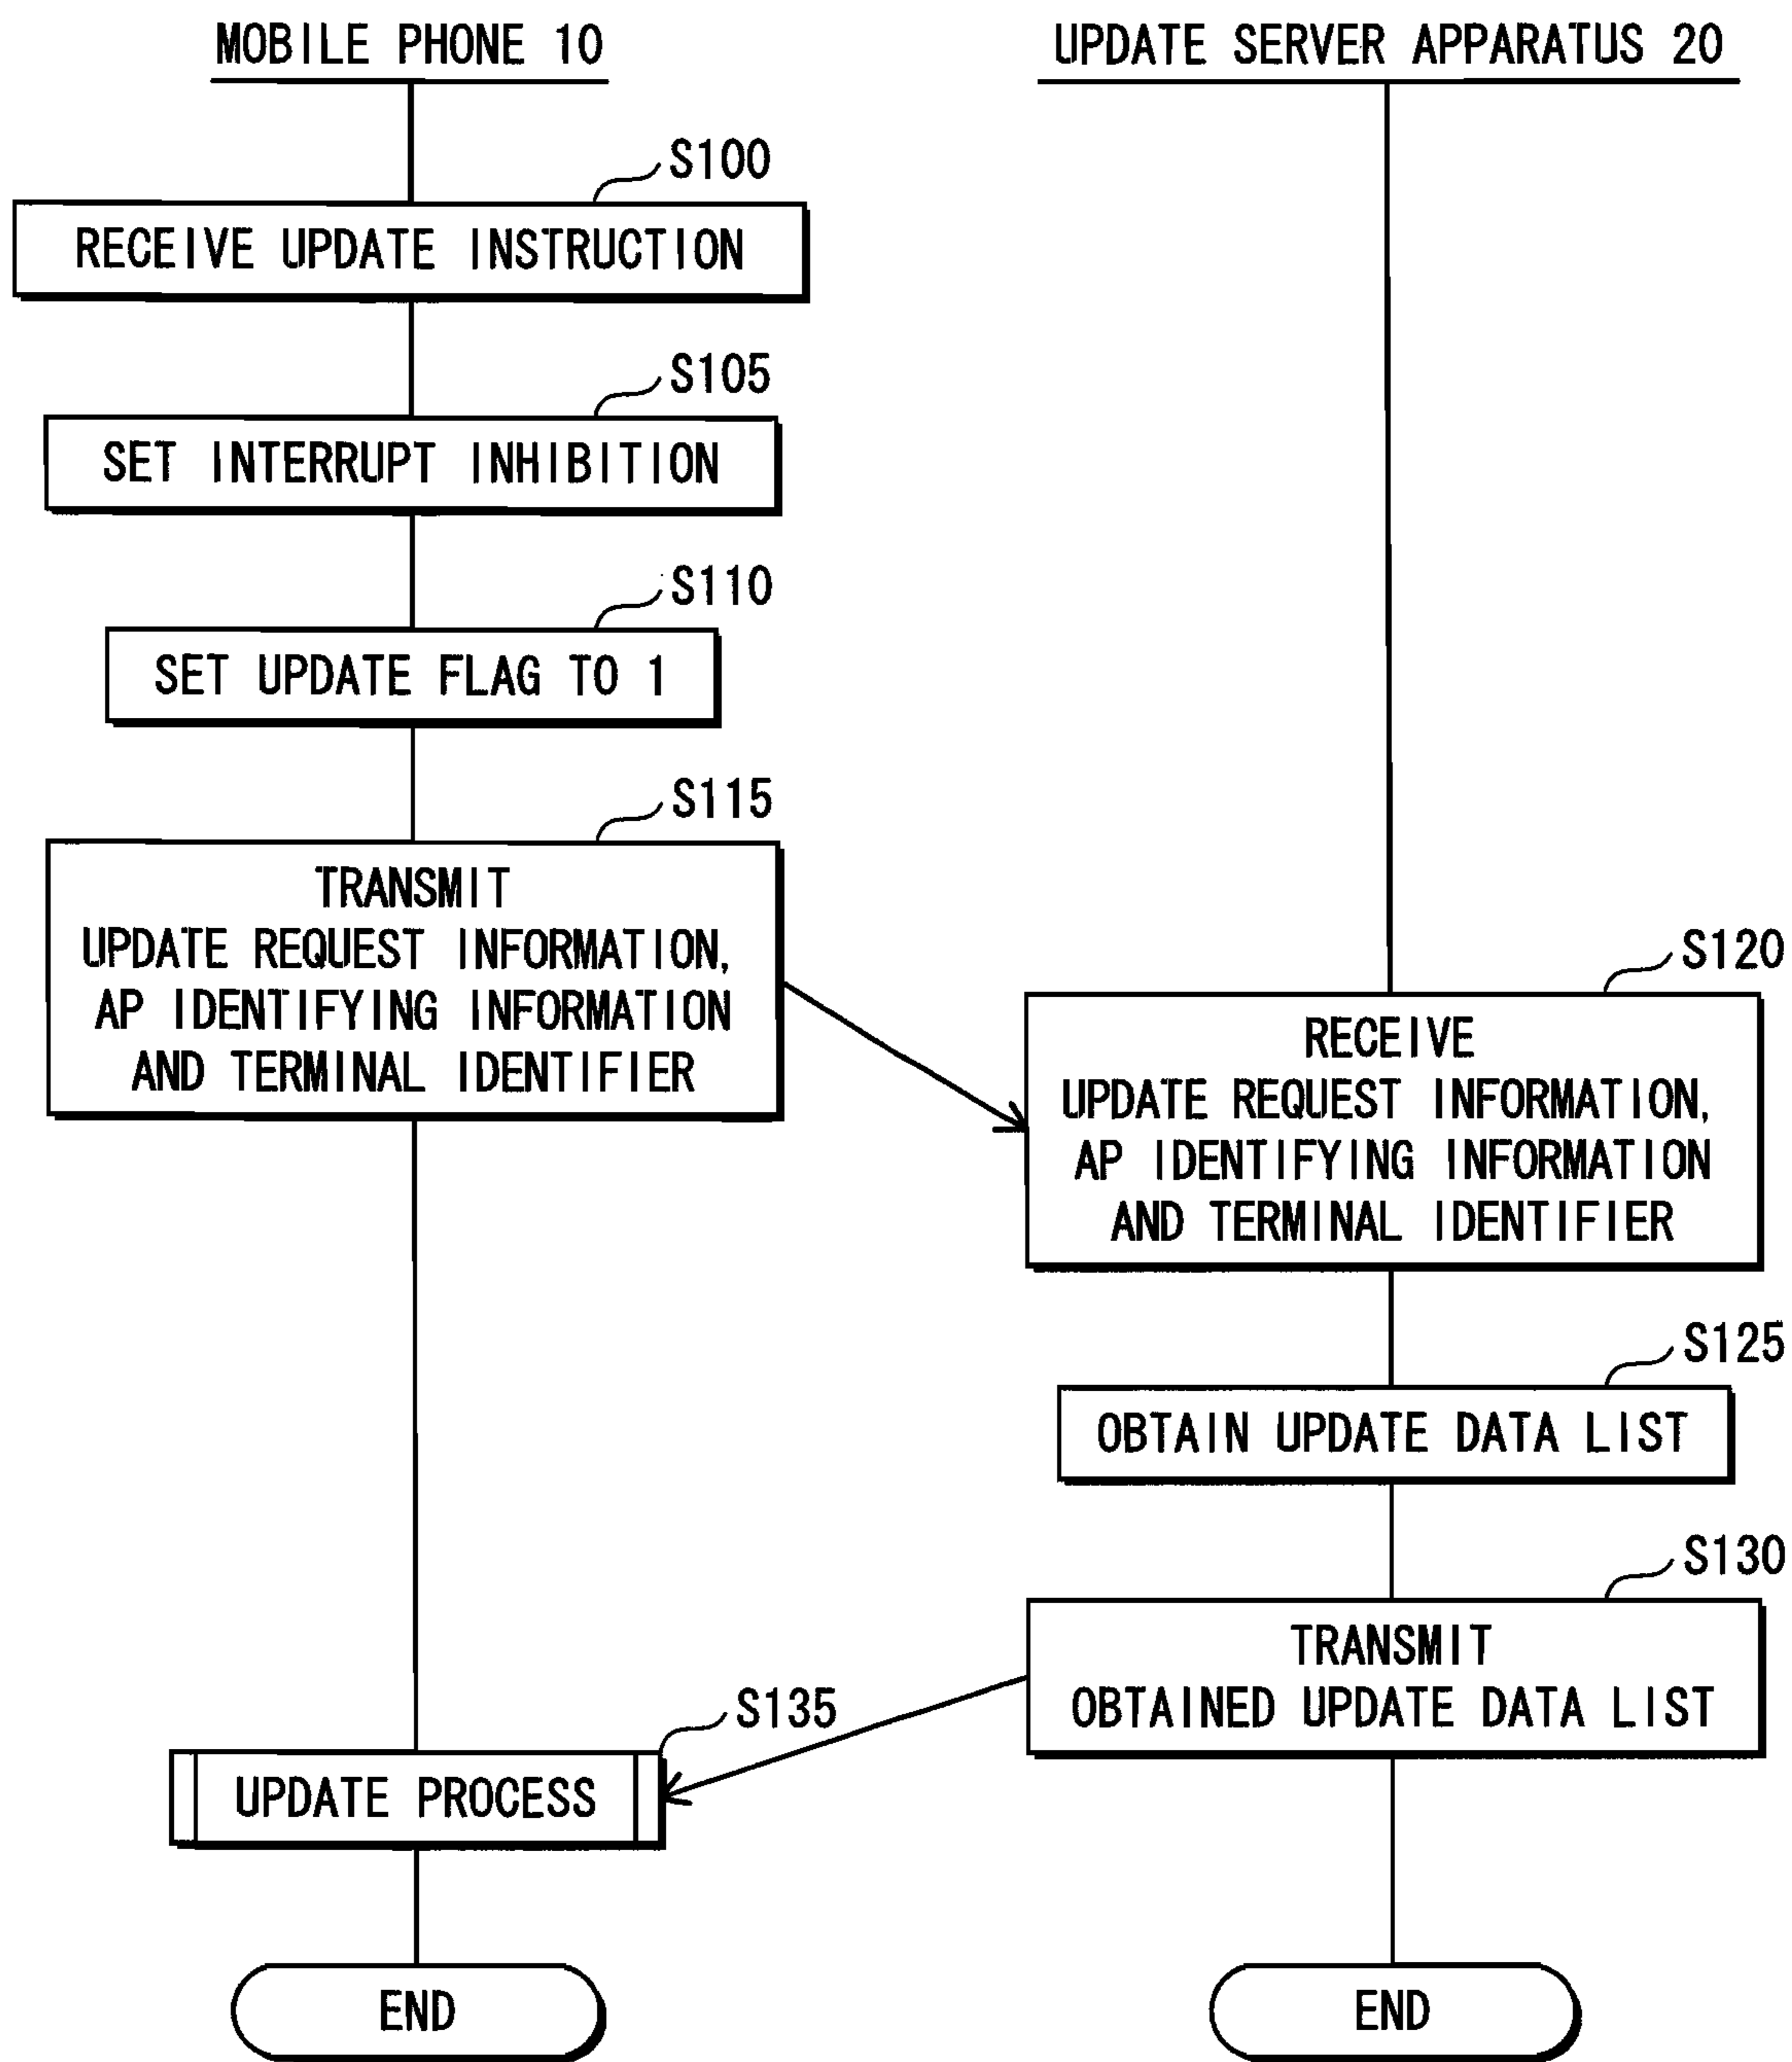 MOBILE PHONE 10
UPDATE SERVER APPARATUS 20
S100
RECEIVE UPDATE INSTRUCTION
S105
SET INTERRUPT INHIBITION
S110
SET UPDATE FLAG TO 1
S115
TRANSMIT
UPDATE REQUEST INFORMATION,
AP IDENTIFYING INFORMATION
AND TERMINAL IDENTIFIER
S120
RECEIVE
UPDATE REQUEST INFORMATION,
AP IDENTIFYING INFORMATION
AND TERMINAL IDENTIFIER
S125
OBTAIN UPDATE DATA LIST
S130
TRANSMIT
OBTAINED UPDATE DATA LIST
S135
UPDATE PROCESS
END
END